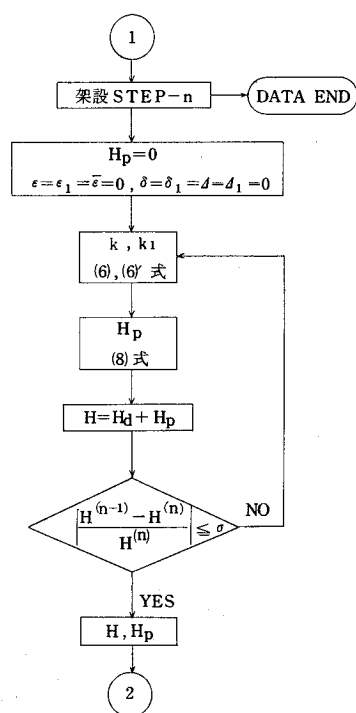 1
架設 STEP-n
DATA END
Hp=0
ε=ε1=ε̅=0 , δ=δ1=Δ=Δ1=0
k , k1
(6),(6)′ 式
Hp
(8) 式
H=Hd+Hp
|H(n-1)-H(n) / H(n)| ≦ σ
NO
YES
H, Hp
2